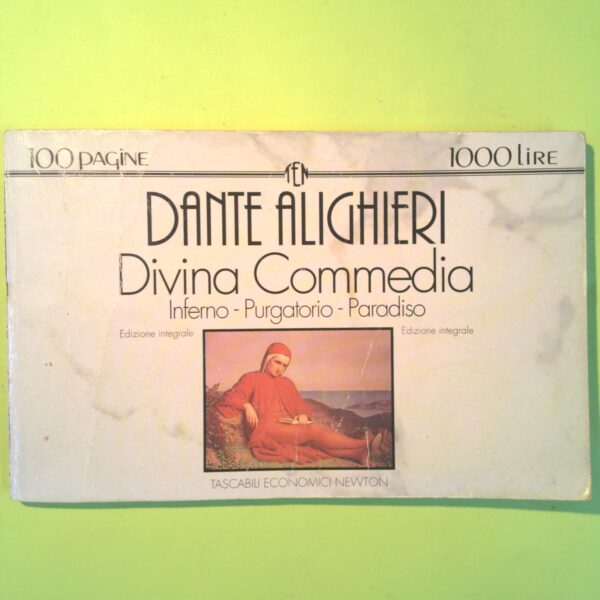 100 PAGINE 1000 LIRE
TEN
DANTE ALIGHIERI
Divina Commedia
Inferno - Purgatorio - Paradiso
Edizione integrale Edizione integrale
TASCABILI ECONOMICI NEWTON